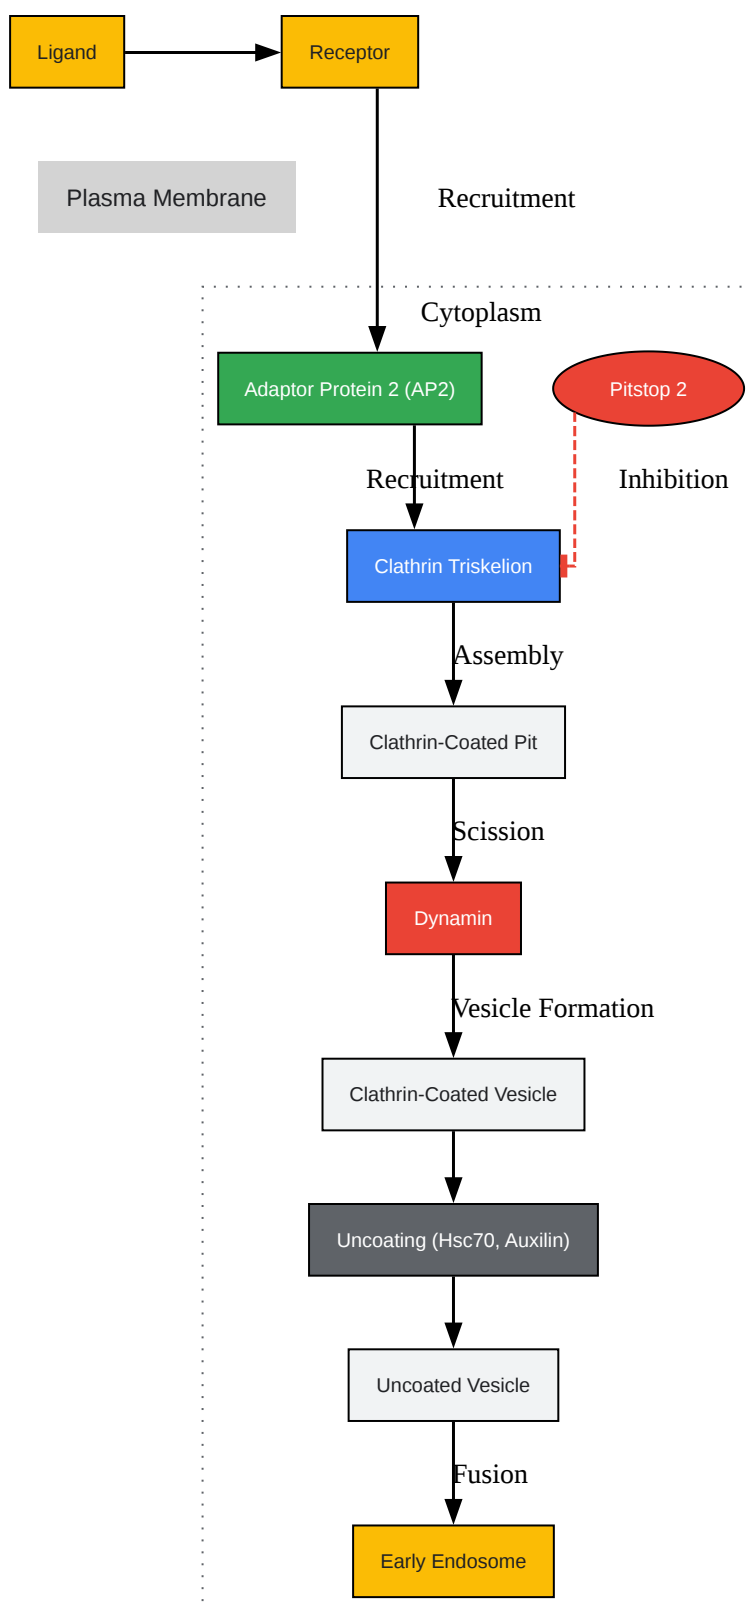 Ligand
Receptor
Plasma Membrane
Recruitment
Cytoplasm
Adaptor Protein 2 (AP2)
Pitstop 2
Recruitment
Inhibition
Clathrin Triskelion
Assembly
Clathrin-Coated Pit
Scission
Dynamin
Vesicle Formation
Clathrin-Coated Vesicle
Uncoating (Hsc70, Auxilin)
Uncoated Vesicle
Fusion
Early Endosome